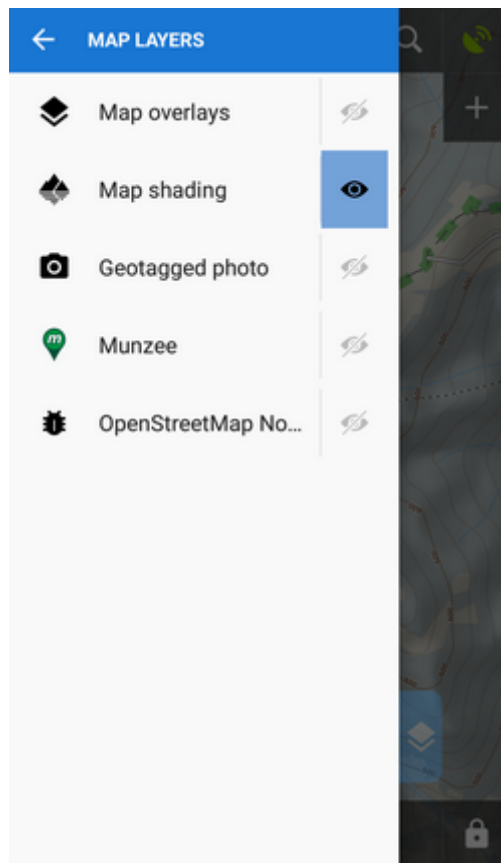 MAP LAYERS
Map overlays
Map shading
Geotagged photo
m
Munzee
OpenStreetMap No...